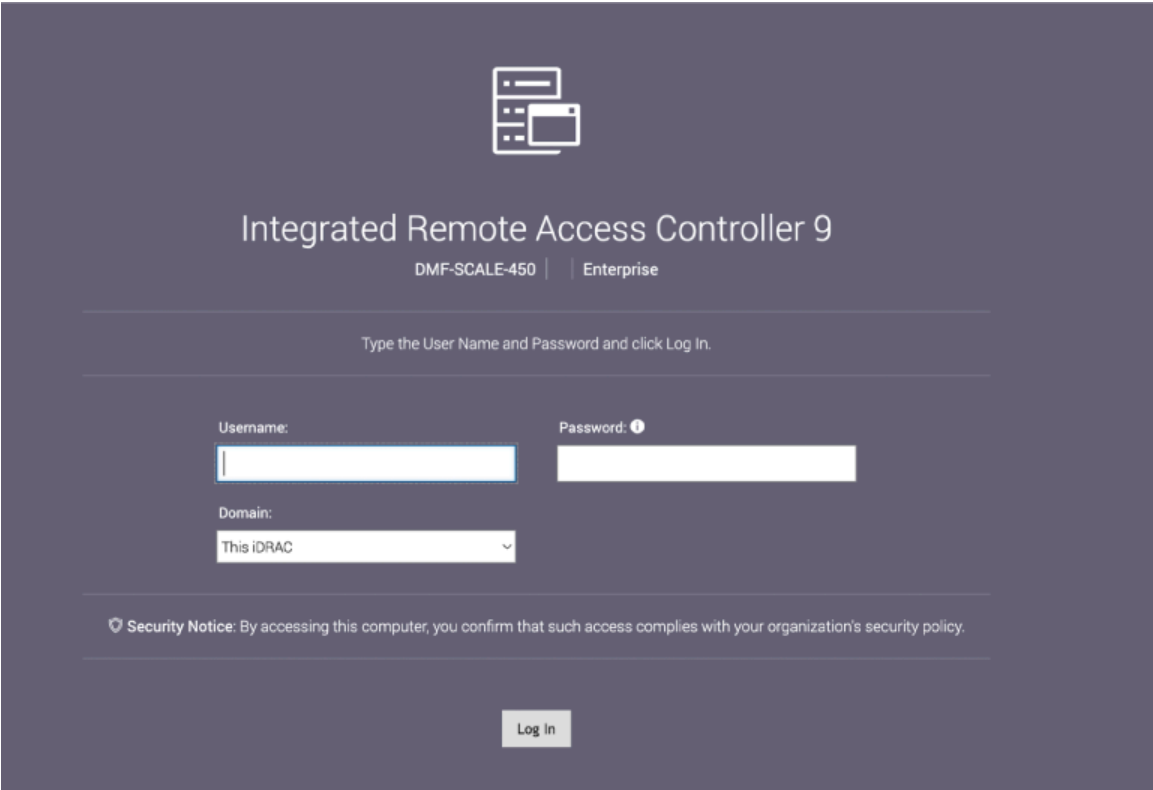 Integrated Remote Access Controller 9
DMF-SCALE-450 | | Enterprise
Type the User Name and Password and click Log In.
Username: Password:
Domain:
This iDRAC
Security Notice: By accessing this computer, you confirm that such access complies with your organization's security policy.
Log In